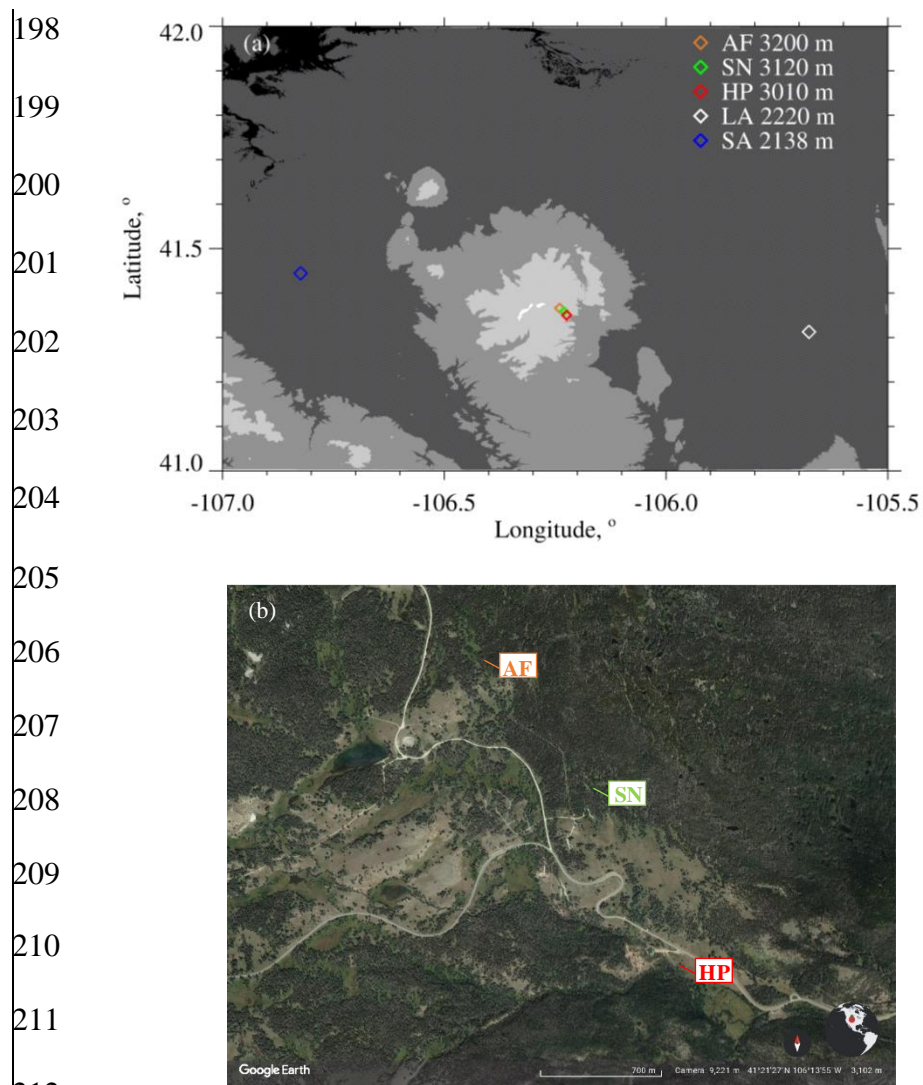 198
199
200
201
202
203
204
205
206
207
208
209
210
211
(a)
AF 3200 m
SN 3120 m
HP 3010 m
LA 2220 m
SA 2138 m
42.0
41.5
41.0
Latitude, °
-107.0
-106.5
-106.0
-105.5
Longitude, °
(b)
AF
SN
HP
Google Earth
700 m
Camera 9,221 m 41°21'27"N 106°13'55"W 3,102 m